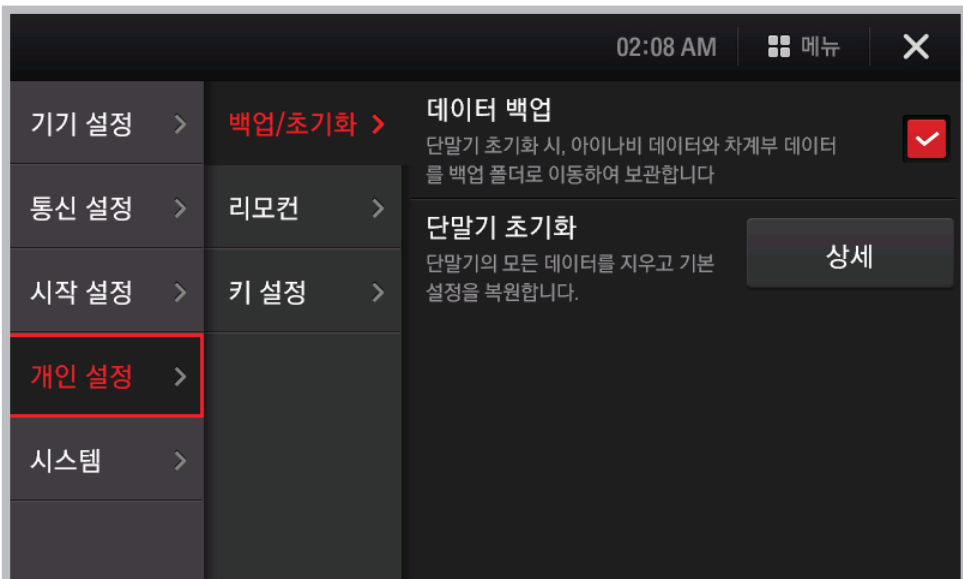 02:08 AM
메뉴
기기 설정
통신 설정
시작 설정
개인 설정
시스템
백업/초기화
리모컨
키 설정
데이터 백업
단말기 초기화 시, 아이나비 데이터와 차계부 데이터
를 백업 폴더로 이동하여 보관합니다
단말기 초기화
단말기의 모든 데이터를 지우고 기본
설정을 복원합니다.
상세